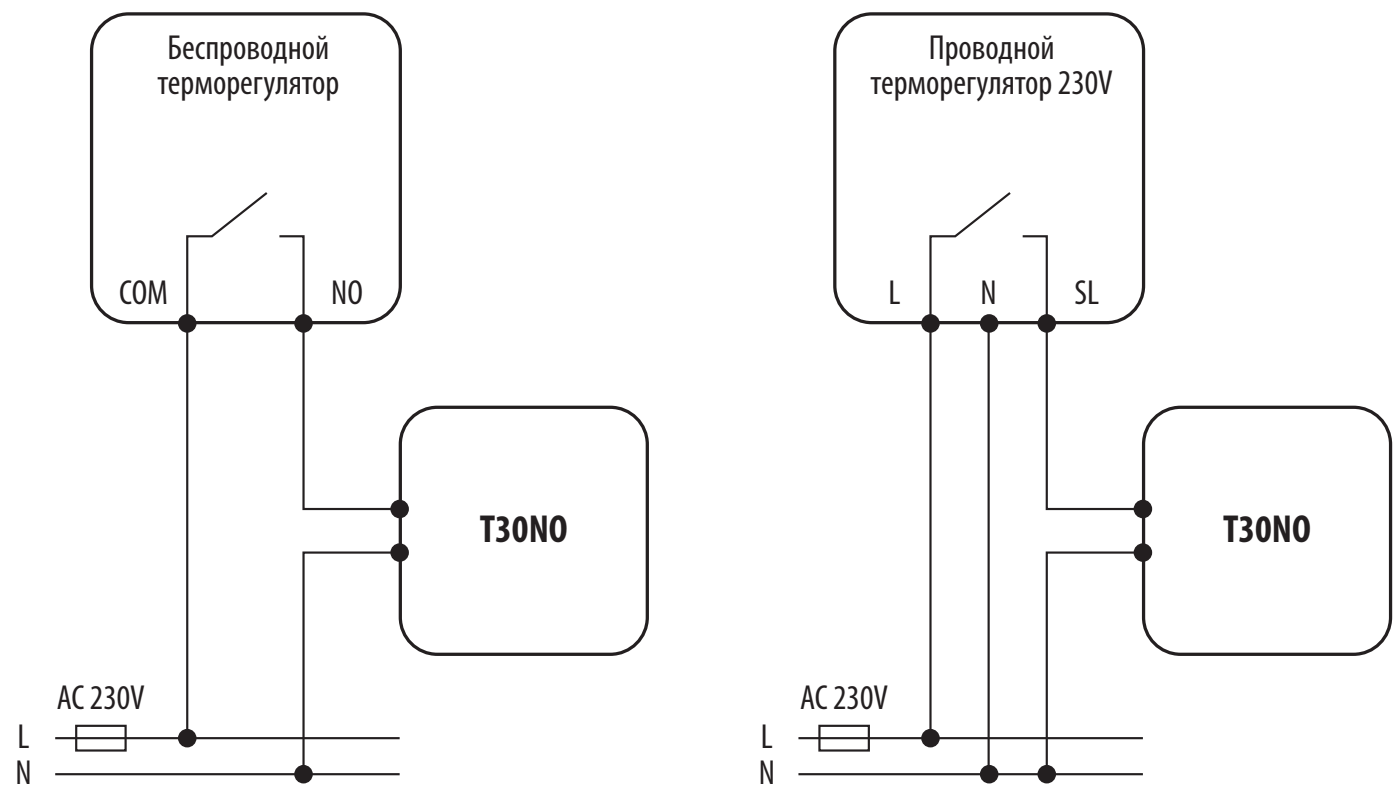 Беспроводной
терморегулятор
COM NO
T30NO
AC 230V
L
N
Проводной
терморегулятор 230V
L N SL
T30NO
AC 230V
L
N